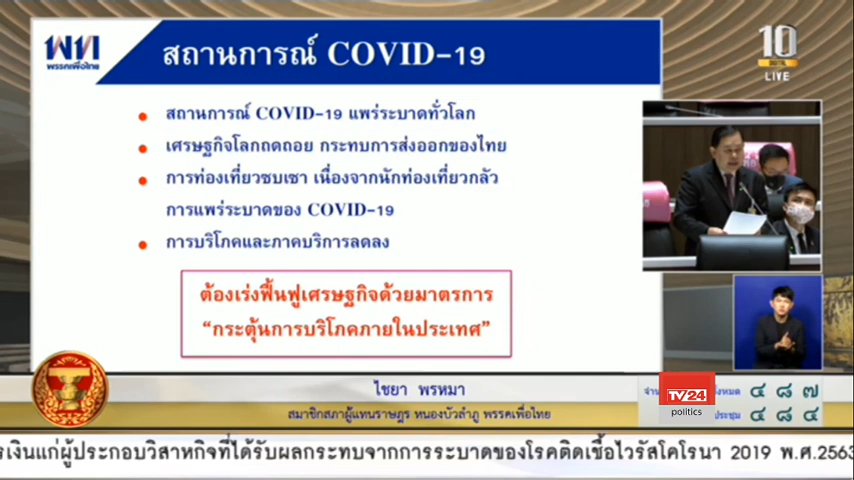 พท
พรรคเพื่อไทย
สถานการณ์ COVID-19
10
DIGITAL
LIVE
สถานการณ์ COVID-19 แพร่ระบาดทั่วโลก
เศรษฐกิจโลกถดถอย กระทบการส่งออกของไทย
การท่องเที่ยวซบเซา เนื่องจากนักท่องเที่ยวกลัว
การแพร่ระบาดของ COVID-19
การบริโภคและภาคบริการลดลง
ต้องเร่งฟื้นฟูเศรษฐกิจด้วยมาตรการ
“กระตุ้นการบริโภคภายในประเทศ”
ไชยา พรหมา
สมาชิกสภาผู้แทนราษฎร หนองบัวลำภู พรรคเพื่อไทย
ทั้งหมด ๔๘๗
ประชุม ๔๘๔
TV24
politics
รเงินแก่ผู้ประกอบวิสาหกิจที่ได้รับผลกระทบจากการระบาดของโรคติดเชื้อไวรัสโคโรนา 2019 พ.ศ.2563